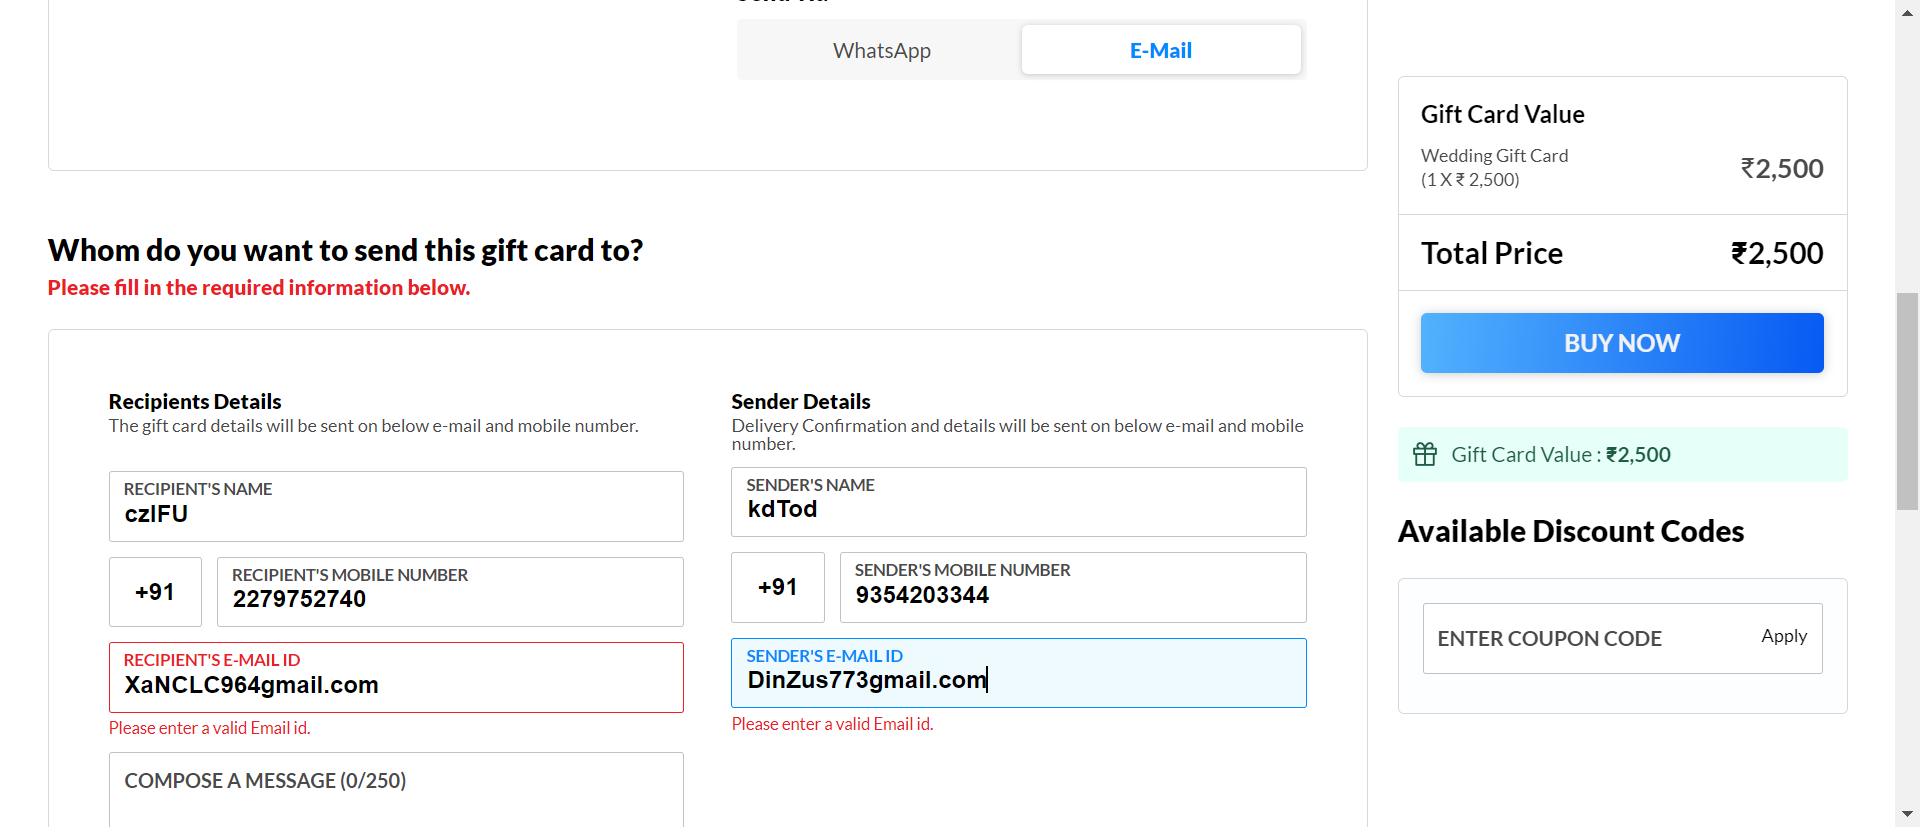 WhatsApp
E-Mail
Whom do you want to send this gift card to?
Please fill in the required information below.
Recipients Details
The gift card details will be sent on below e-mail and mobile number.
RECIPIENT'S NAME
czIFU
+91
RECIPIENT'S MOBILE NUMBER
2279752740
RECIPIENT'S E-MAIL ID
XaNCLC964gmail.com
Please enter a valid Email id.
COMPOSE A MESSAGE (0/250)
Sender Details
Delivery Confirmation and details will be sent on below e-mail and mobile
number.
SENDER'S NAME
kdTod
+91
SENDER'S MOBILE NUMBER
9354203344
SENDER'S E-MAIL ID
DinZus773gmail.com
Please enter a valid Email id.
Gift Card Value
Wedding Gift Card
(1 X ₹ 2,500)
₹2,500
Total Price
₹2,500
BUY NOW
Gift Card Value : ₹2,500
Available Discount Codes
ENTER COUPON CODE
Apply